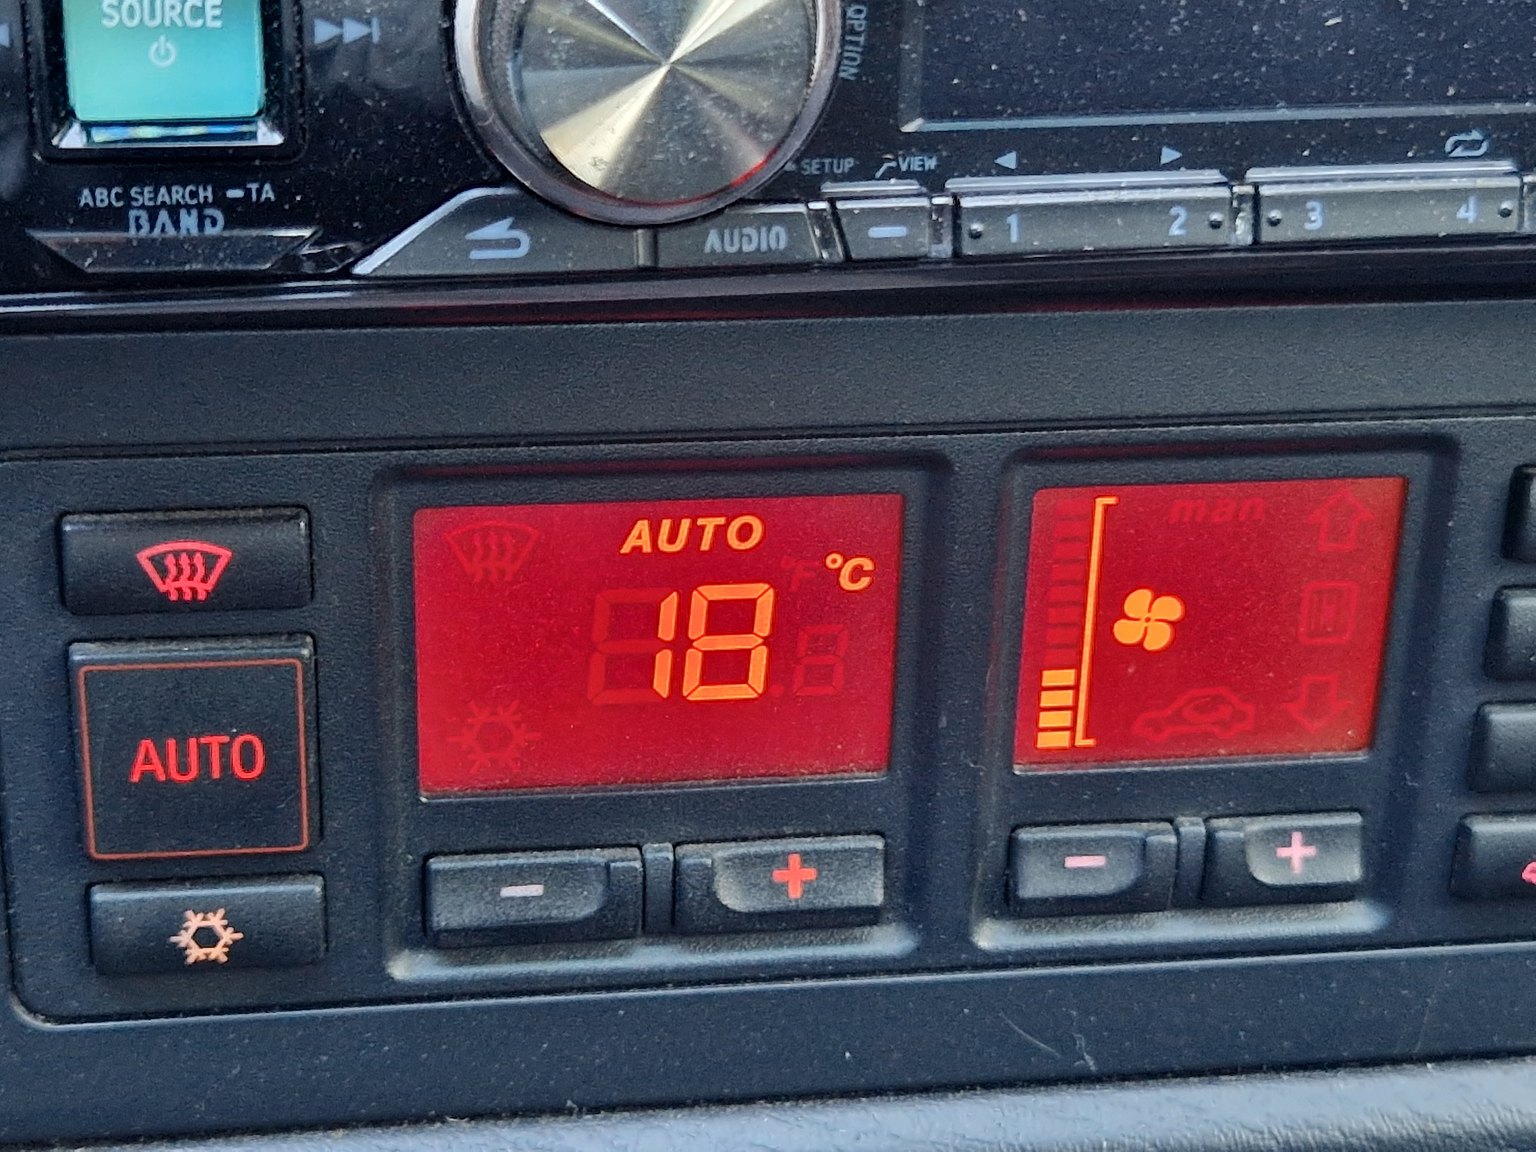 SOURCE
OPTION
ABC SEARCH -TA
BAND
SETUP
VIEW
AUDIO
1
2
3
4
AUTO
°F °C
18
man
AUTO